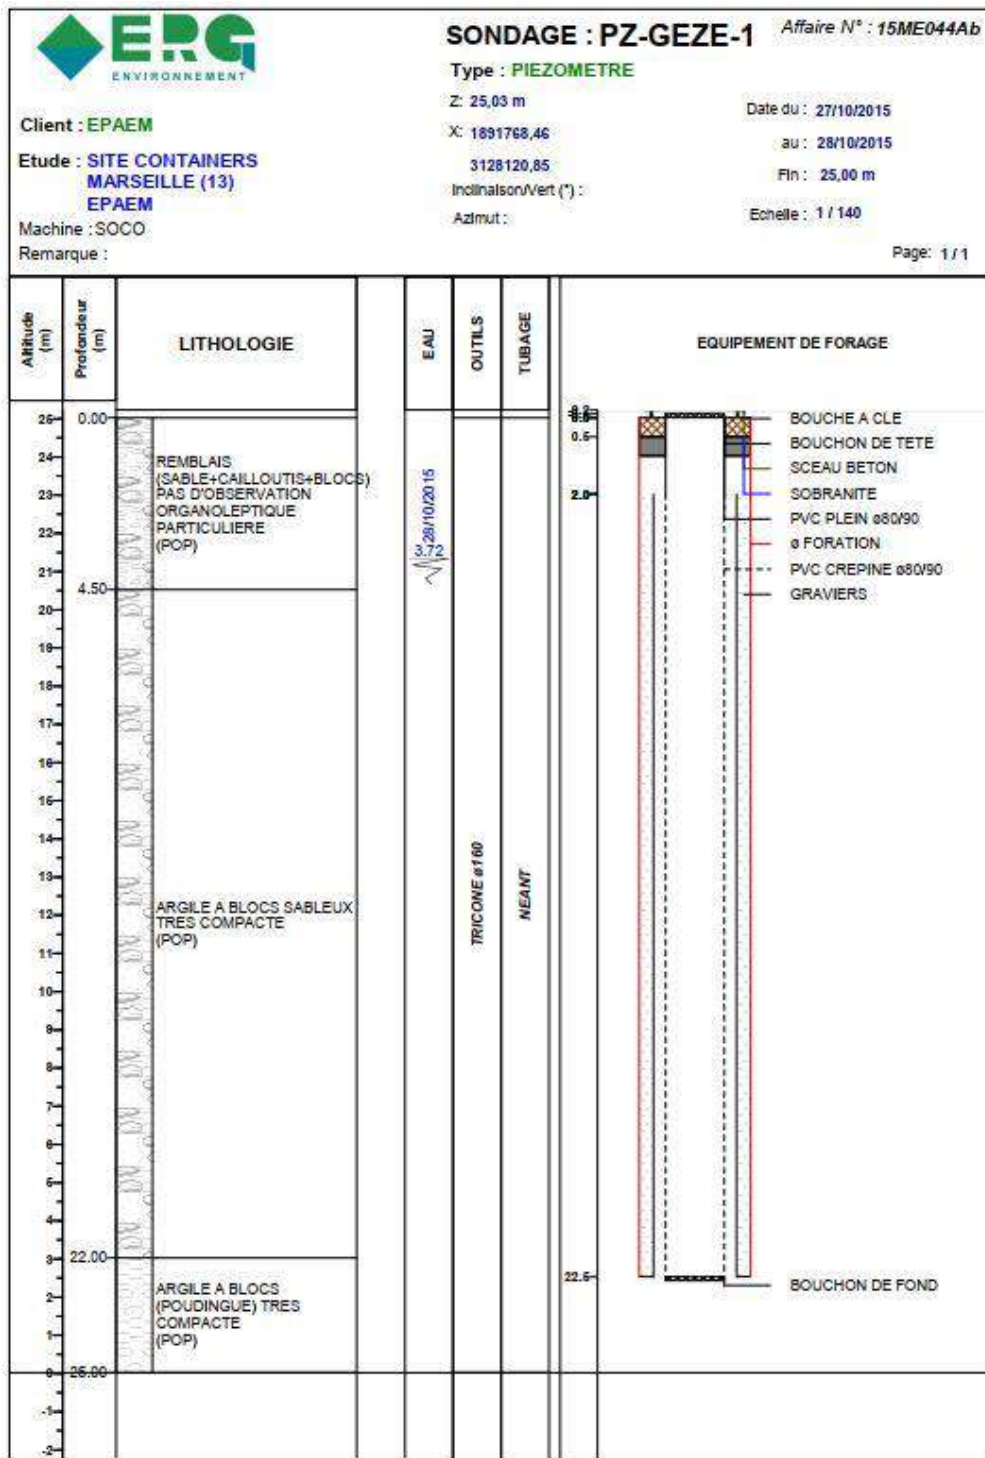 ERG
ENVIRONNEMENT
SONDAGE : PZ-GEZE-1
Affaire N° : 15ME044Ab
Type : PIEZOMETRE
Z: 25,03 m
X: 1891768,46
3128120,85
Inclinaison/Vert (°) :
Azimut :
Date du : 27/10/2015
au : 28/10/2015
Fin : 25,00 m
Echelle : 1 / 140
Page: 1 / 1
Client : EPAEM
Etude : SITE CONTAINERS
MARSEILLE (13)
EPAEM
Machine : SOCO
Remarque :
Altitude (m)
Profondeur (m)
LITHOLOGIE
EAU
OUTILS
TUBAGE
EQUIPEMENT DE FORAGE
25
24
23
22
21
20
19
18
17
16
15
14
13
12
11
10
9
8
7
6
5
4
3
2
1
0
-1
-2
0.00
4.50
22.00
25.00
REMBLAIS
(SABLE+CAILLOUTIS+BLOCS)
PAS D'OBSERVATION
ORGANOLEPTIQUE
PARTICULIERE
(POP)
ARGILE A BLOCS SABLEUX
TRES COMPACTE
(POP)
ARGILE A BLOCS
(POUDINGUE) TRES
COMPACTE
(POP)
28/10/2015
3.72
TRICONE ø160
NEANT
0.5
2.0
22.5
BOUCHE A CLE
BOUCHON DE TETE
SCEAU BETON
SOBRANITE
PVC PLEIN ø80/90
ø FORATION
PVC CREPINE ø80/90
GRAVIERS
BOUCHON DE FOND